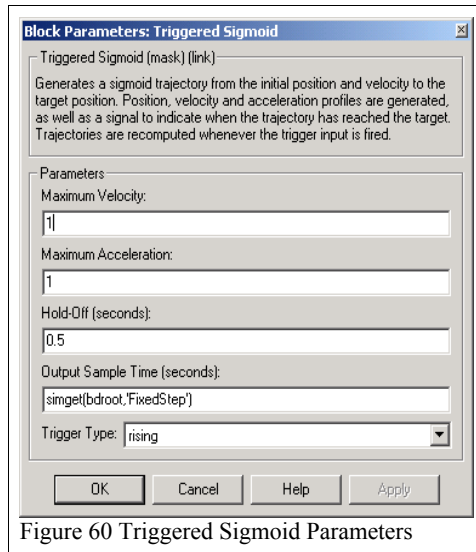 Block Parameters: Triggered Sigmoid
Triggered Sigmoid (mask) (link)
Generates a sigmoid trajectory from the initial position and velocity to the
target position. Position, velocity and acceleration profiles are generated,
as well as a signal to indicate when the trajectory has reached the target.
Trajectories are recomputed whenever the trigger input is fired.
Parameters
Maximum Velocity:
1
Maximum Acceleration:
1
Hold-Off (seconds):
0.5
Output Sample Time (seconds):
simget(bdroot,'FixedStep')
Trigger Type: rising
OK Cancel Help Apply
Figure 60 Triggered Sigmoid Parameters